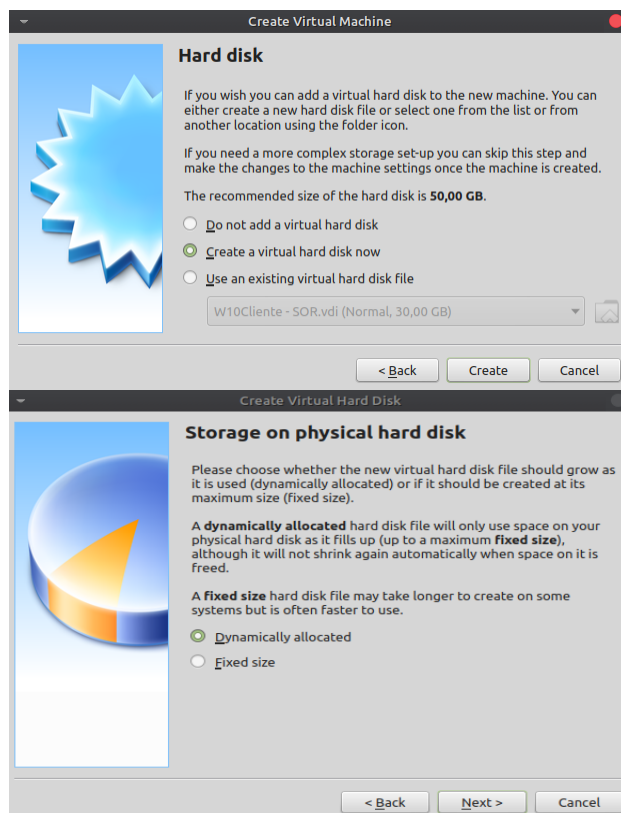 Create Virtual Machine
Hard disk
If you wish you can add a virtual hard disk to the new machine. You can
either create a new hard disk file or select one from the list or from
another location using the folder icon.
If you need a more complex storage set-up you can skip this step and
make the changes to the machine settings once the machine is created.
The recommended size of the hard disk is 50,00 GB.
Do not add a virtual hard disk
Create a virtual hard disk now
Use an existing virtual hard disk file
W10Cliente - SOR.vdi (Normal, 30,00 GB)
< Back
Create
Cancel
Create Virtual Hard Disk
Storage on physical hard disk
Please choose whether the new virtual hard disk file should grow as
it is used (dynamically allocated) or if it should be created at its
maximum size (fixed size).
A dynamically allocated hard disk file will only use space on your
physical hard disk as it fills up (up to a maximum fixed size),
although it will not shrink again automatically when space on it is
freed.
A fixed size hard disk file may take longer to create on some
systems but is often faster to use.
Dynamically allocated
Fixed size
< Back
Next >
Cancel